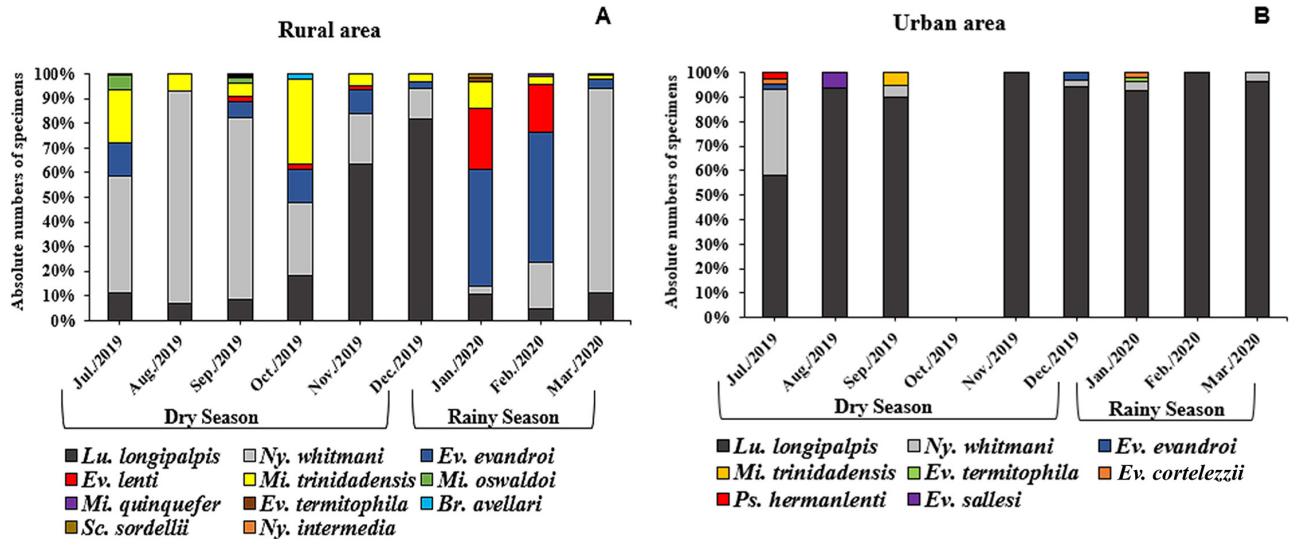 A
Rural area
Absolute numbers of specimens
100%
90%
80%
70%
60%
50%
40%
30%
20%
10%
0%
Jul./2019
Aug./2019
Sep./2019
Oct./2019
Nov./2019
Dec./2019
Jan./2020
Feb./2020
Mar./2020
Dry Season
Rainy Season
Lu. longipalpis
Ny. whitmani
Ev. evandroi
Ev. lenti
Mi. trinidadensis
Mi. oswaldoi
Mi. quinquefer
Ev. termitophila
Br. avellari
Sc. sordellii
Ny. intermedia
B
Urban area
Absolute numbers of specimens
100%
90%
80%
70%
60%
50%
40%
30%
20%
10%
0%
Jul./2019
Aug./2019
Sep./2019
Oct./2019
Nov./2019
Dec./2019
Jan./2020
Feb./2020
Mar./2020
Dry Season
Rainy Season
Lu. longipalpis
Ny. whitmani
Ev. evandroi
Mi. trinidadensis
Ev. termitophila
Ev. cortelezzii
Ps. hermanlenti
Ev. sallesi